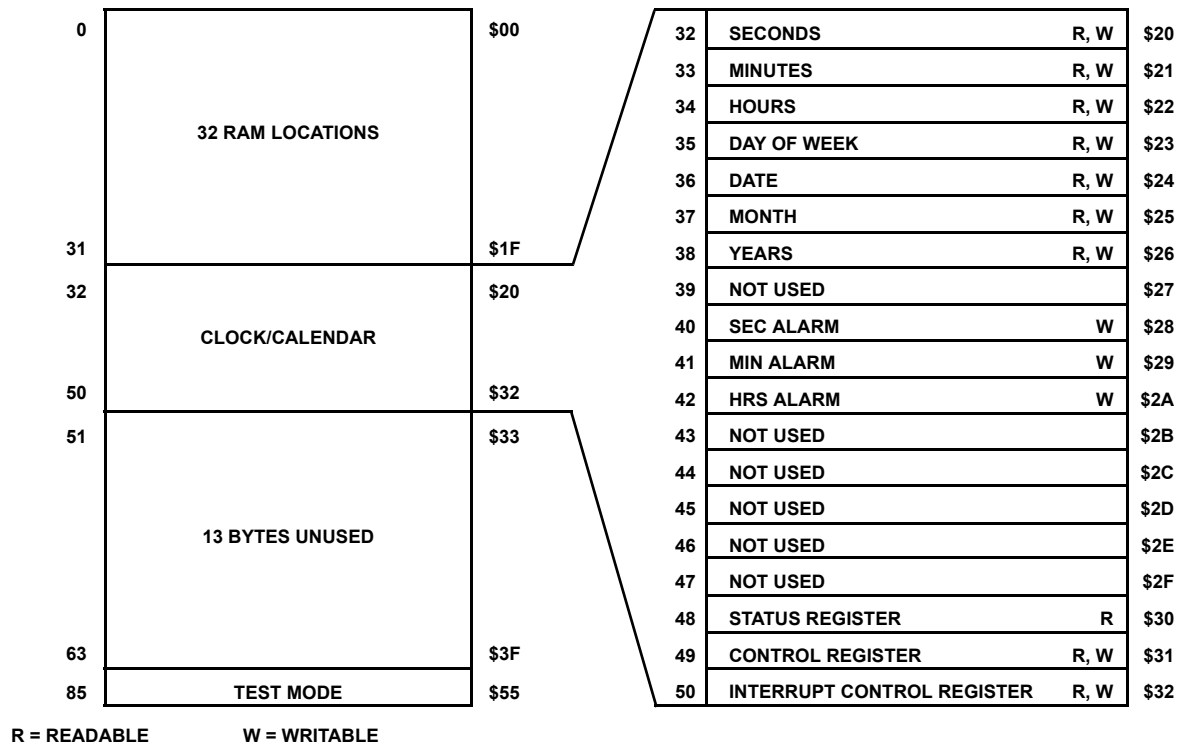 0 $00
32 RAM LOCATIONS
31 $1F
32 $20
CLOCK/CALENDAR
50 $32
51 $33
13 BYTES UNUSED
63 $3F
85 TEST MODE $55
32 SECONDS R, W $20
33 MINUTES R, W $21
34 HOURS R, W $22
35 DAY OF WEEK R, W $23
36 DATE R, W $24
37 MONTH R, W $25
38 YEARS R, W $26
39 NOT USED $27
40 SEC ALARM W $28
41 MIN ALARM W $29
42 HRS ALARM W $2A
43 NOT USED $2B
44 NOT USED $2C
45 NOT USED $2D
46 NOT USED $2E
47 NOT USED $2F
48 STATUS REGISTER R $30
49 CONTROL REGISTER R, W $31
50 INTERRUPT CONTROL REGISTER R, W $32
R = READABLE W = WRITABLE